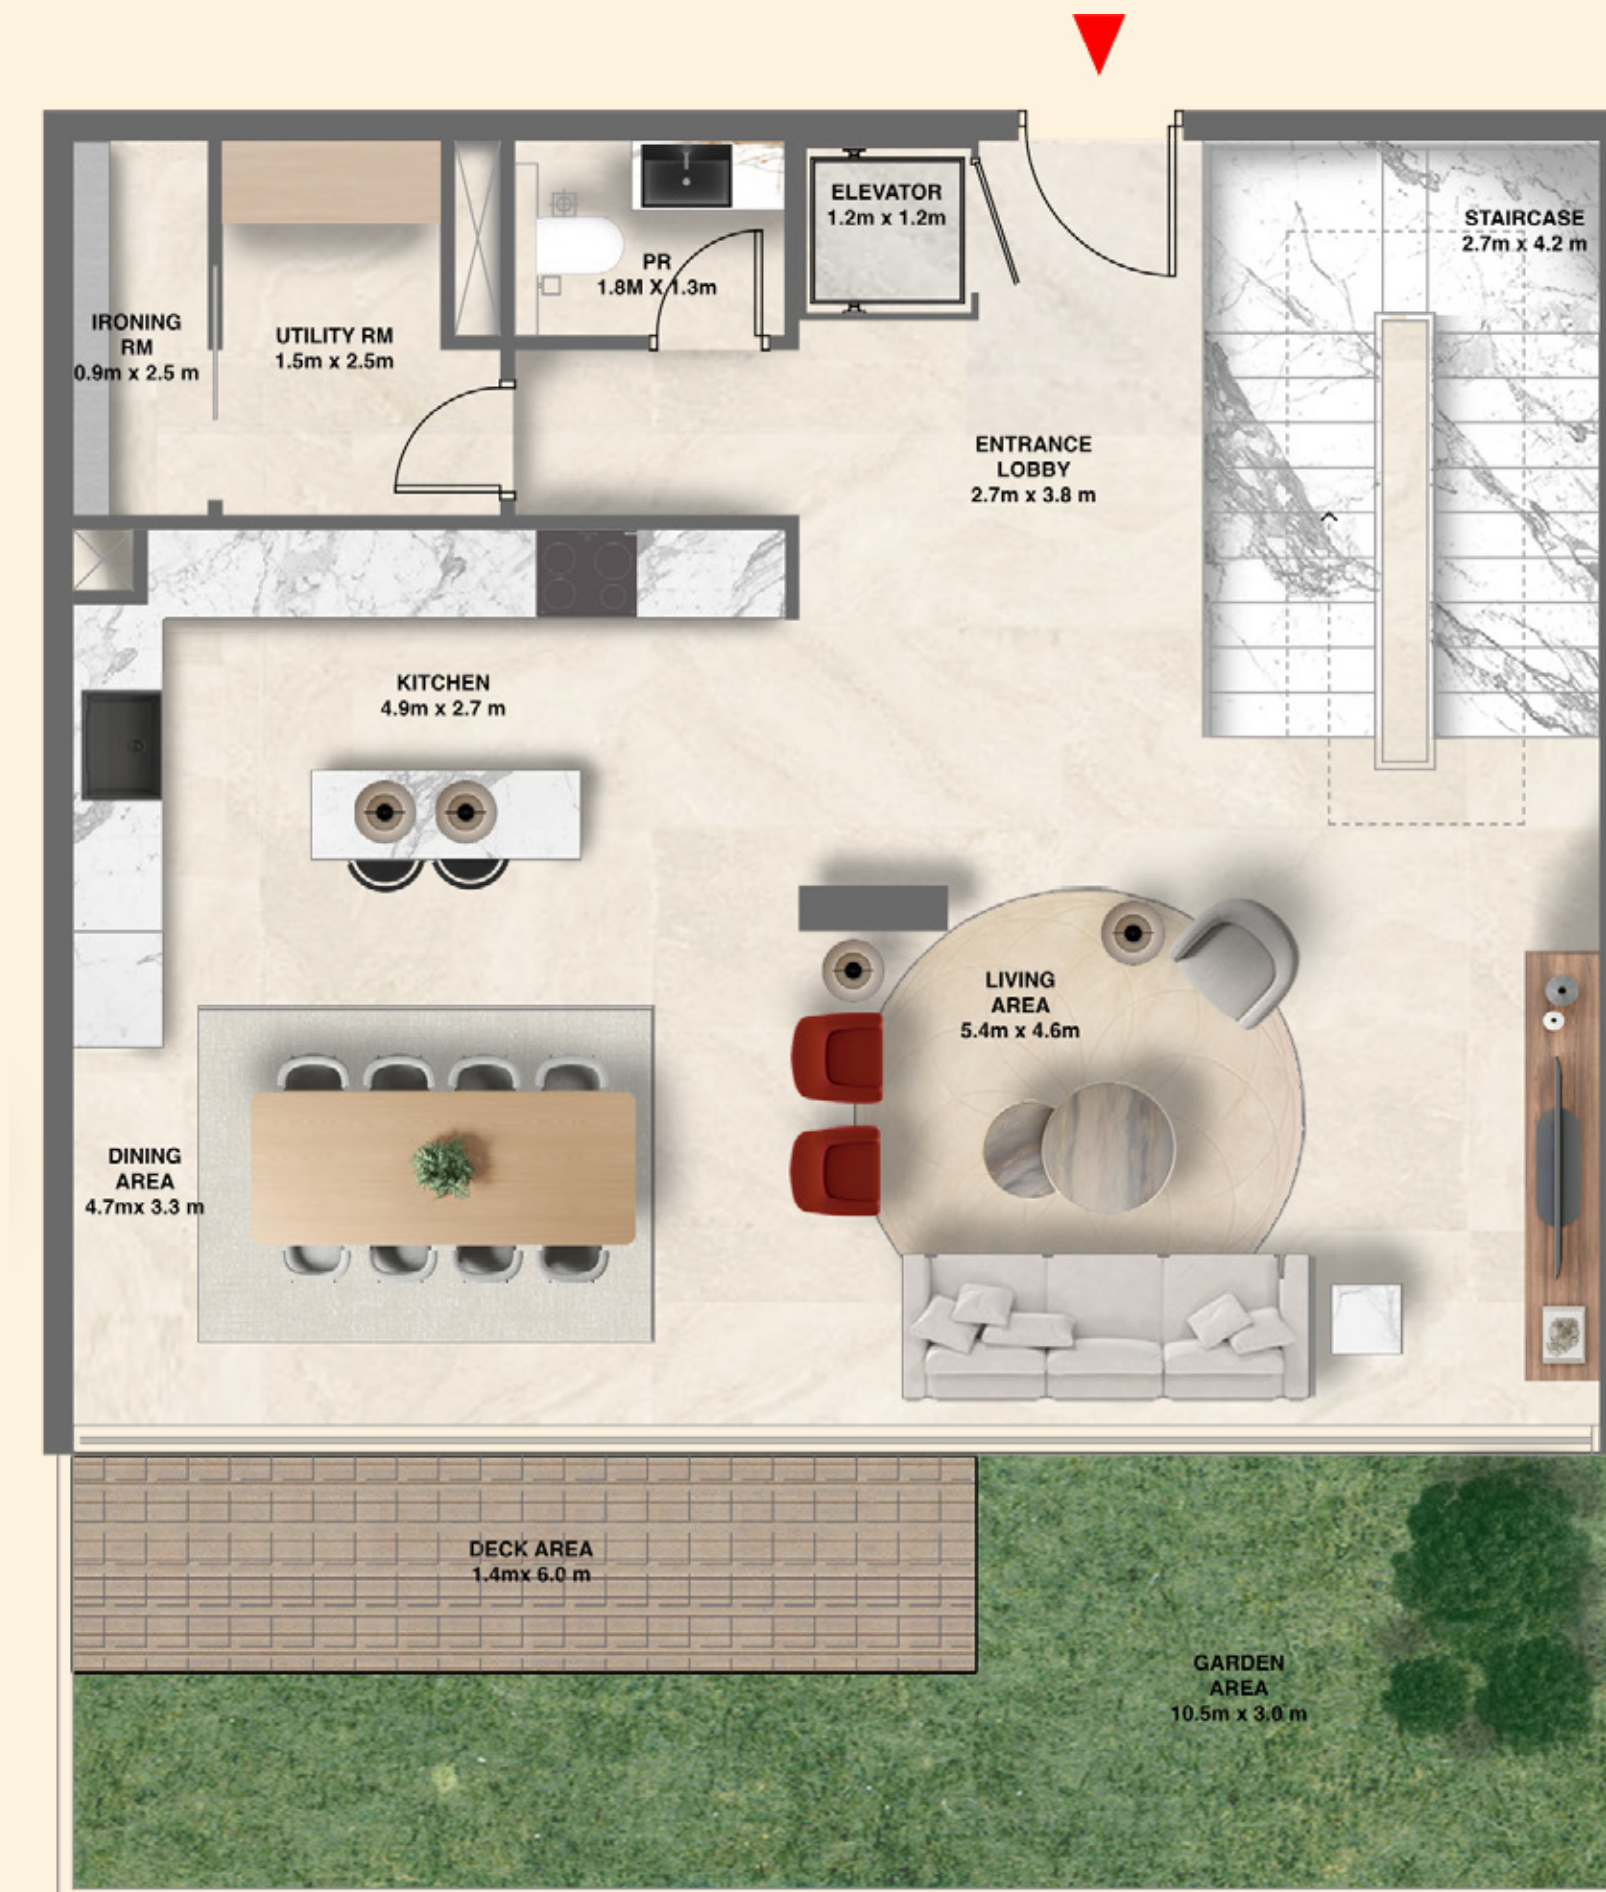 ELEVATOR
1.2m x 1.2m
STAIRCASE
2.7m x 4.2 m
PR
1.8M X 1.3m
IRONING
RM
0.9m x 2.5 m
UTILITY RM
1.5m x 2.5m
ENTRANCE
LOBBY
2.7m x 3.8 m
KITCHEN
4.9m x 2.7 m
LIVING
AREA
5.4m x 4.6m
DINING
AREA
4.7mx 3.3 m
DECK AREA
1.4mx 6.0 m
GARDEN
AREA
10.5m x 3.0 m